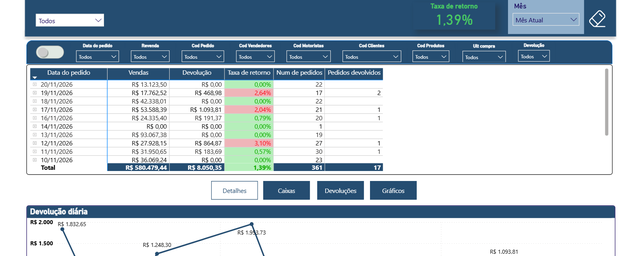 Taxa de retorno
1,39%
Mês
Mês Atual
Todos
Data do pedido Revenda Cod Pedido Cod Vendedores Cod Motoristas Cod Clientes Cod Produtos Ult compra Devolução
Todos Todos Todos Todos Todos Todos Todos Todos Todos
Data do pedido Vendas Devolução Taxa de retorno Num de pedidos Pedidos devolvidos
20/11/2026 R$ 13.123,50 R$ 0,00 0,00% 22
19/11/2026 R$ 17.762,52 R$ 468,98 2,64% 17 2
18/11/2026 R$ 42.338,01 R$ 0,00 0,00% 22
17/11/2026 R$ 53.588,39 R$ 1.093,81 2,04% 21 1
16/11/2026 R$ 24.335,40 R$ 191,37 0,79% 20 1
14/11/2026 R$ 0,00 R$ 0,00 0,00% 1
13/11/2026 R$ 93.067,38 R$ 0,00 0,00% 19
12/11/2026 R$ 27.928,15 R$ 864,87 3,10% 27 1
11/11/2026 R$ 31.950,65 R$ 183,69 0,57% 30 1
10/11/2026 R$ 36.069,24 R$ 0,00 0,00% 23
Total R$ 580.479,44 R$ 8.050,35 1,39% 361 17
Detalhes Caixas Devoluções Gráficos
Devolução diária
R$ 2.000
R$ 1.832,65
R$ 1.953,73
R$ 1.500
R$ 1.248,30
R$ 1.093,81